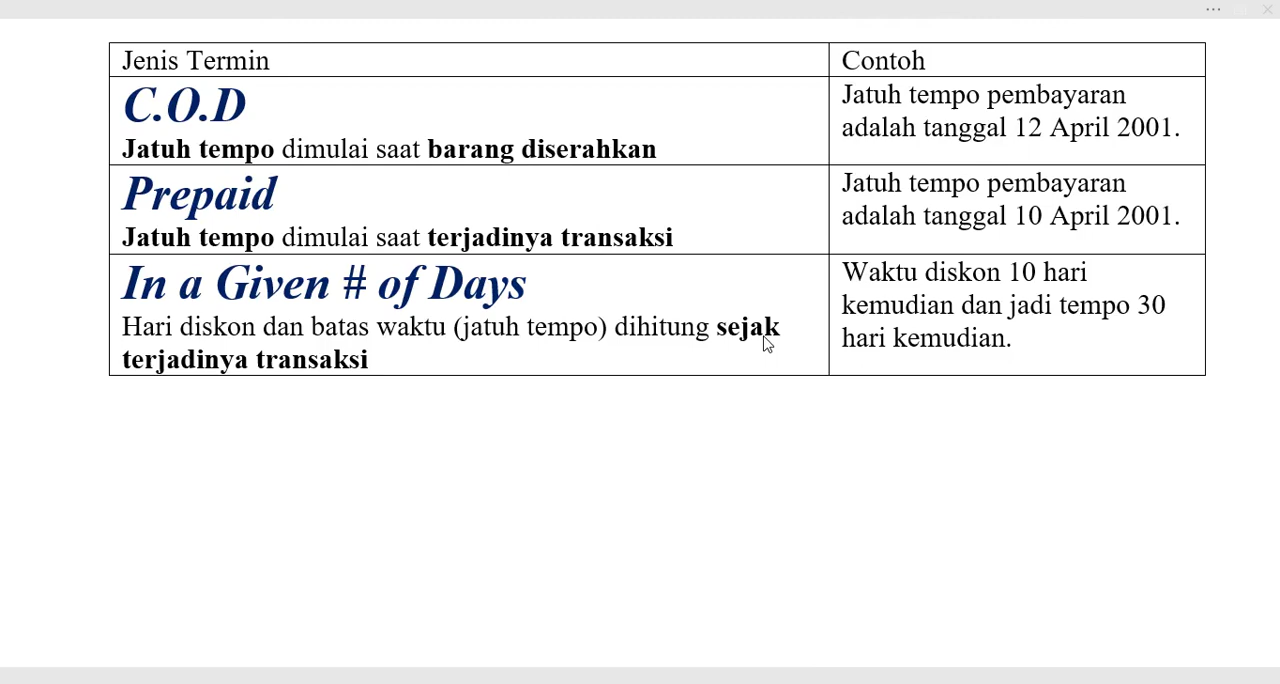 Jenis Termin
Contoh
C.O.D
Jatuh tempo dimulai saat barang diserahkan
Jatuh tempo pembayaran
adalah tanggal 12 April 2001.
Prepaid
Jatuh tempo dimulai saat terjadinya transaksi
Jatuh tempo pembayaran
adalah tanggal 10 April 2001.
In a Given # of Days
Hari diskon dan batas waktu (jatuh tempo) dihitung sejak
terjadinya transaksi
Waktu diskon 10 hari
kemudian dan jadi tempo 30
hari kemudian.